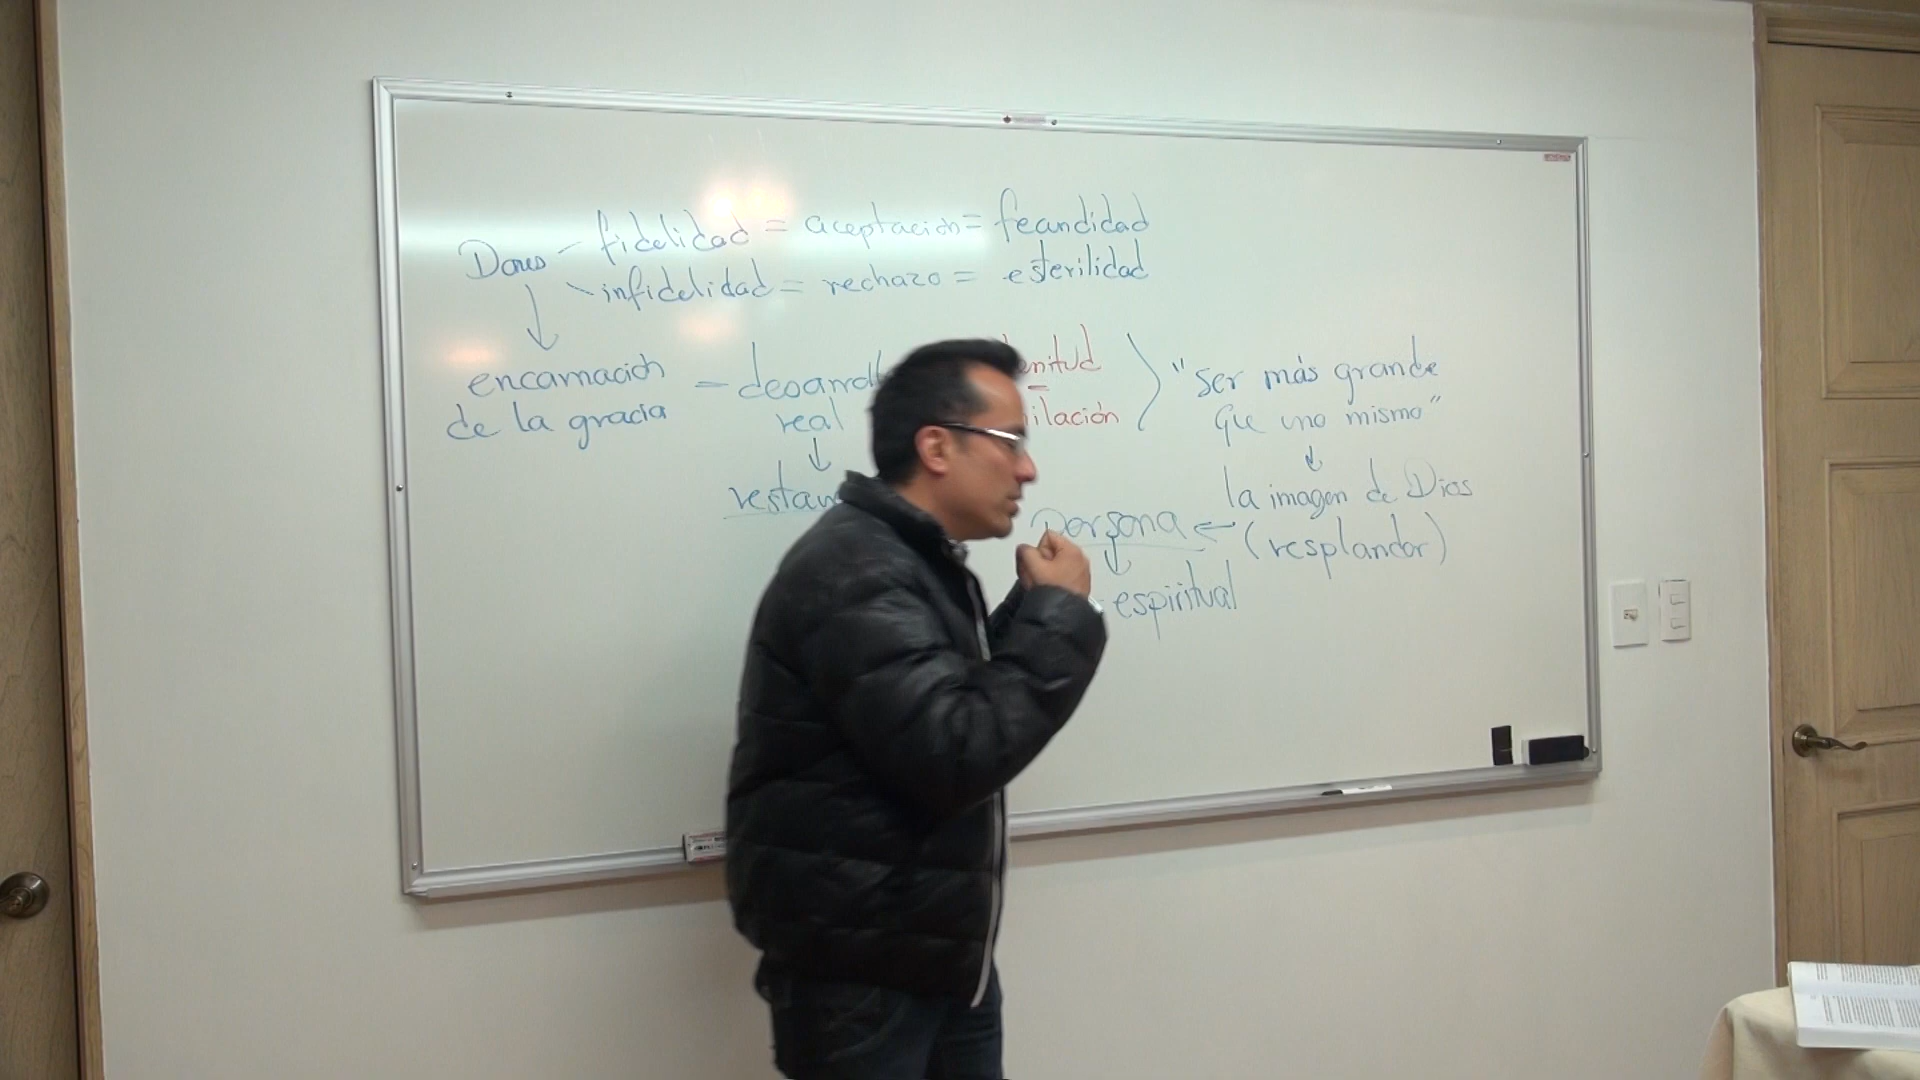 Dones - fidelidad = aceptación = fecundidad
infidelidad = rechazo = esterilidad
encarnación
de la gracia
real
"ser más grande
que uno mismo"
la imagen de Dios
(resplandor)
persona
espiritual